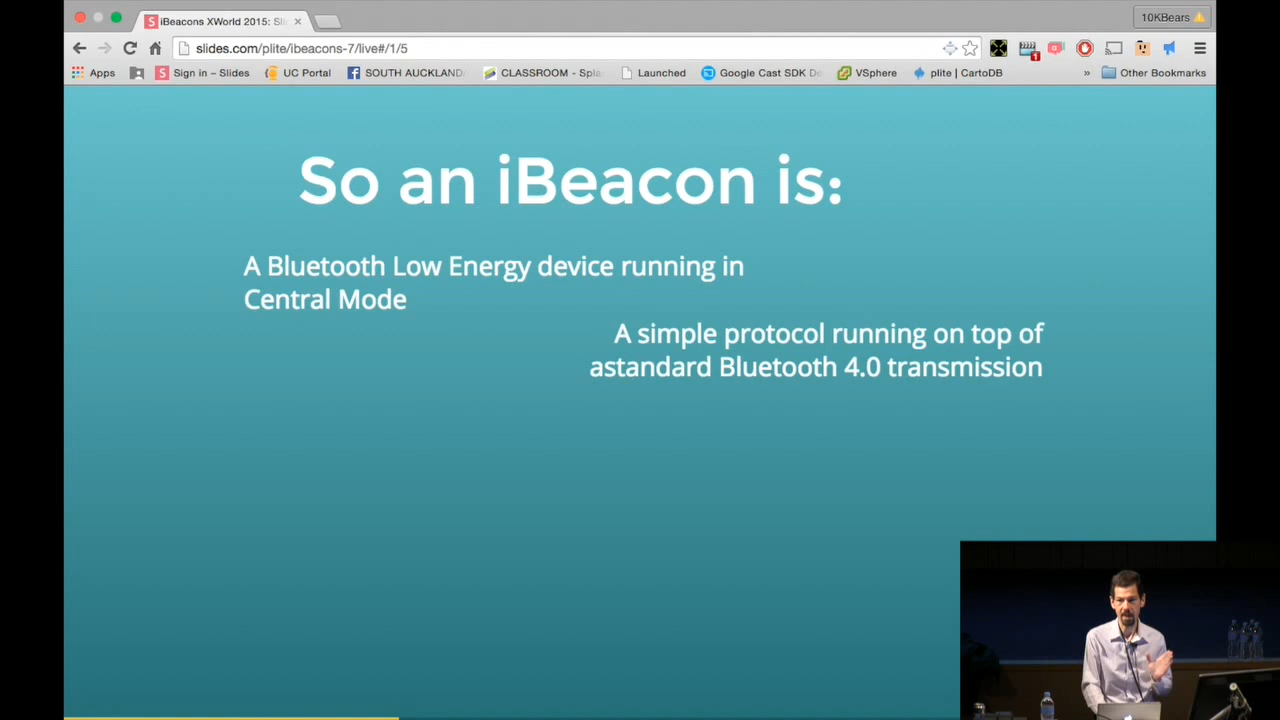 iBeacons XWorld 2015: Sli
10KBears
slides.com/plite/ibeacons-7/live#/1/5
1
Apps
Sign in – Slides
UC Portal
SOUTH AUCKLAND
CLASSROOM - Spla
Launched
Google Cast SDK De
VSphere
plite | CartoDB
»
Other Bookmarks
So an iBeacon is:
A Bluetooth Low Energy device running in
Central Mode
A simple protocol running on top of
astandard Bluetooth 4.0 transmission